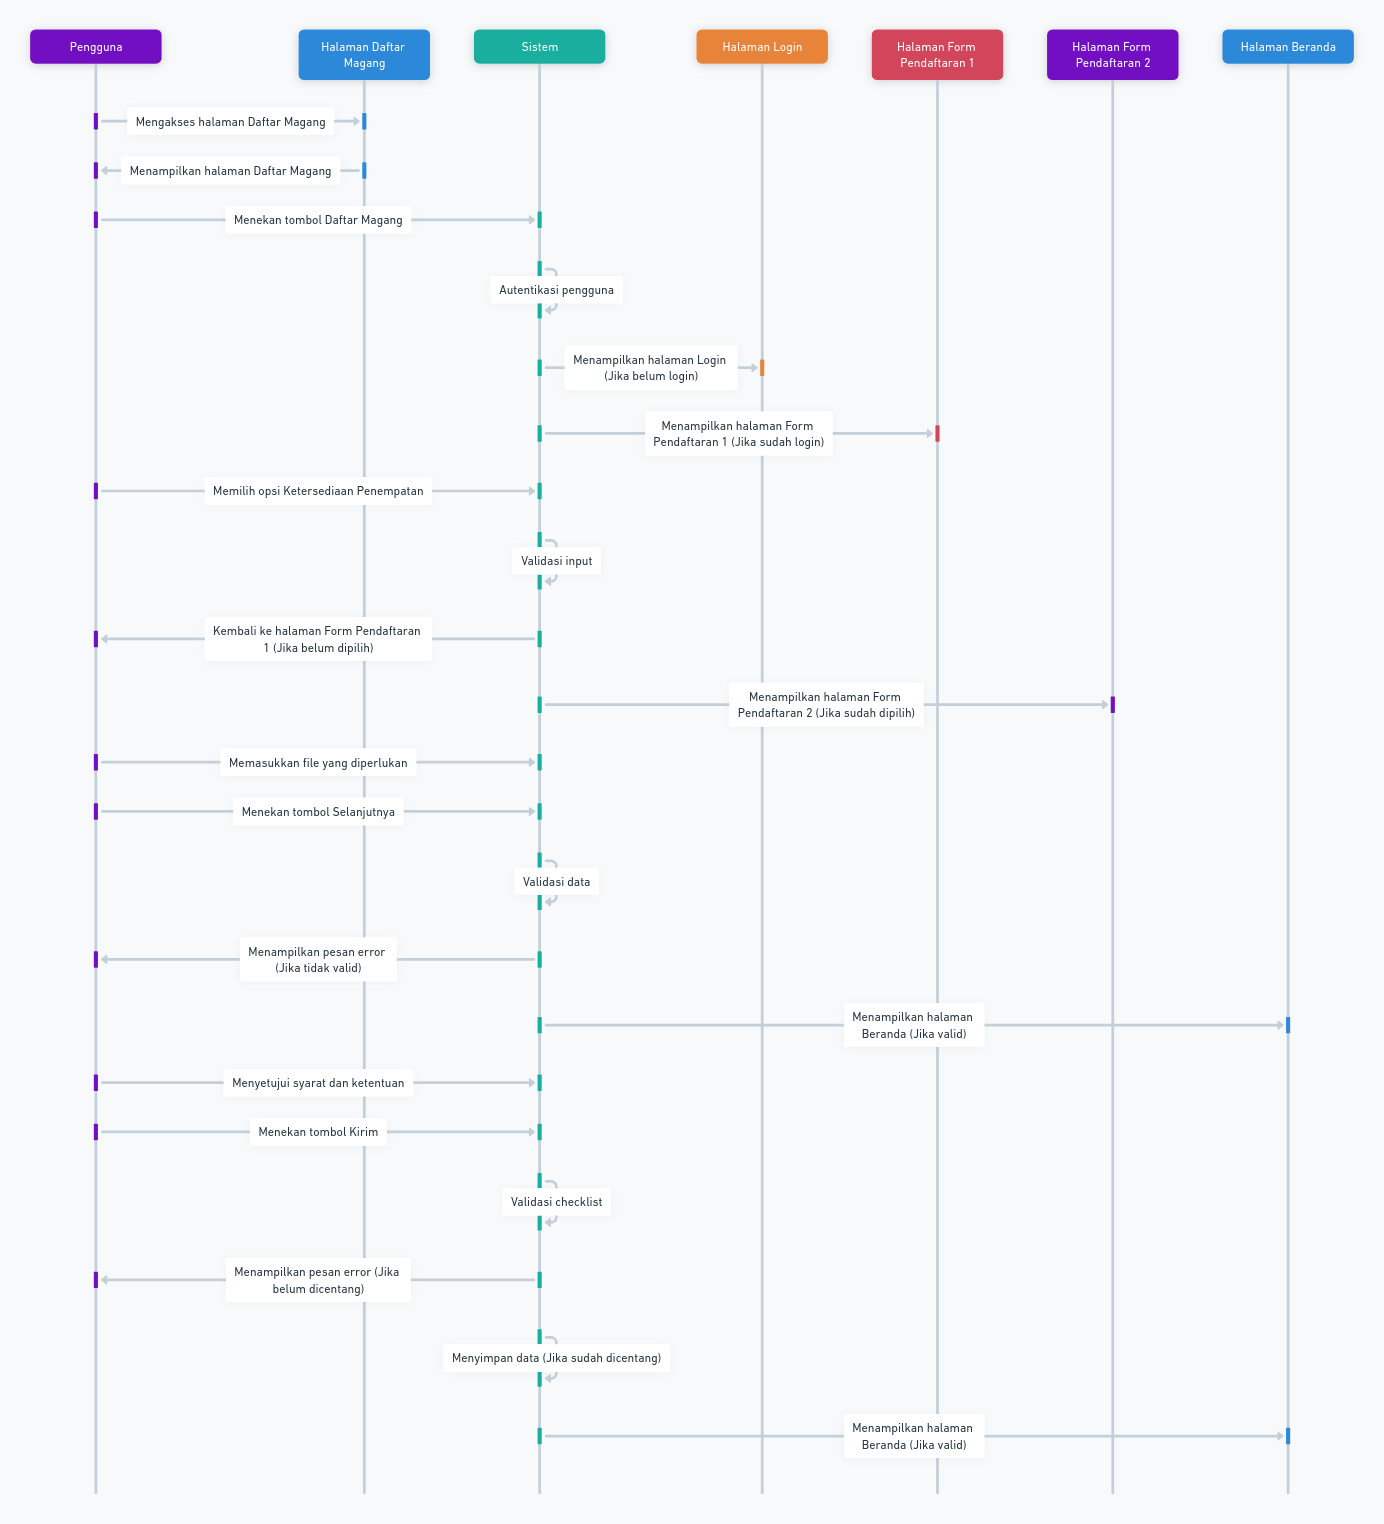 Pengguna
Halaman Daftar
Magang
Sistem
Halaman Login
Halaman Form
Pendaftaran 1
Halaman Form
Pendaftaran 2
Halaman Beranda
Mengakses halaman Daftar Magang
Menampilkan halaman Daftar Magang
Menekan tombol Daftar Magang
Autentikasi pengguna
Menampilkan halaman Login
(Jika belum login)
Menampilkan halaman Form
Pendaftaran 1 (Jika sudah login)
Memilih opsi Ketersediaan Penempatan
Validasi input
Kembali ke halaman Form Pendaftaran
1 (Jika belum dipilih)
Menampilkan halaman Form
Pendaftaran 2 (Jika sudah dipilih)
Memasukkan file yang diperlukan
Menekan tombol Selanjutnya
Validasi data
Menampilkan pesan error
(Jika tidak valid)
Menampilkan halaman
Beranda (Jika valid)
Menyetujui syarat dan ketentuan
Menekan tombol Kirim
Validasi checklist
Menampilkan pesan error (Jika
belum dicentang)
Menyimpan data (Jika sudah dicentang)
Menampilkan halaman
Beranda (Jika valid)